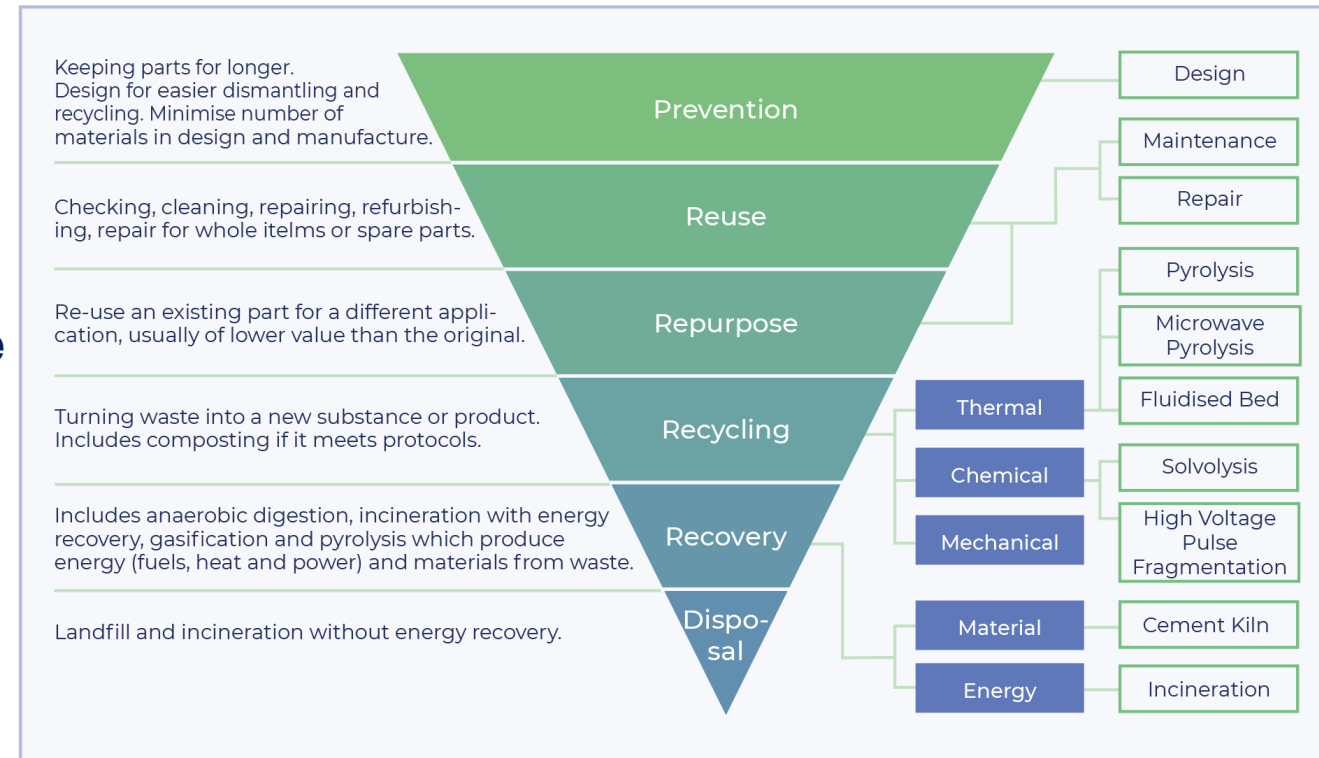 Keeping parts for longer.
Design for easier dismantling and
recycling. Minimise number of
materials in design and manufacture.
Prevention
Design
Maintenance
Repair
Checking, cleaning, repairing, refurbish-
ing, repair for whole itelms or spare parts.
Reuse
Re-use an existing part for a different appli-
cation, usually of lower value than the original.
Repurpose
Pyrolysis
Microwave
Pyrolysis
Fluidised Bed
Turning waste into a new substance or product.
Includes composting if it meets protocols.
Recycling
Thermal
Chemical
Mechanical
Solvolysis
High Voltage
Pulse
Fragmentation
Includes anaerobic digestion, incineration with energy
recovery, gasification and pyrolysis which produce
energy (fuels, heat and power) and materials from waste.
Recovery
Material
Cement Kiln
Energy
Incineration
Landfill and incineration without energy recovery.
Dispo-
sal
e